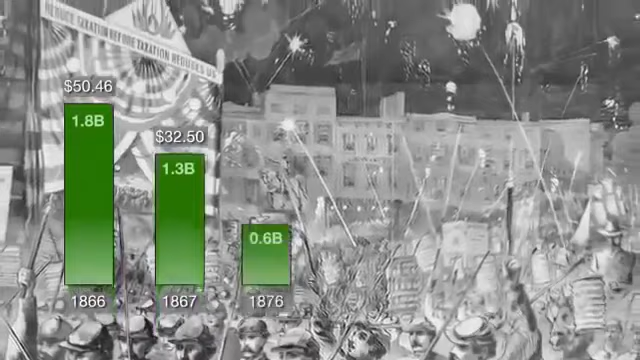 REDUCE TAXATION BEFORE TAXATION REDUCES US
$50.46
1.8B
$32.50
1.3B
0.6B
1866
1867
1876